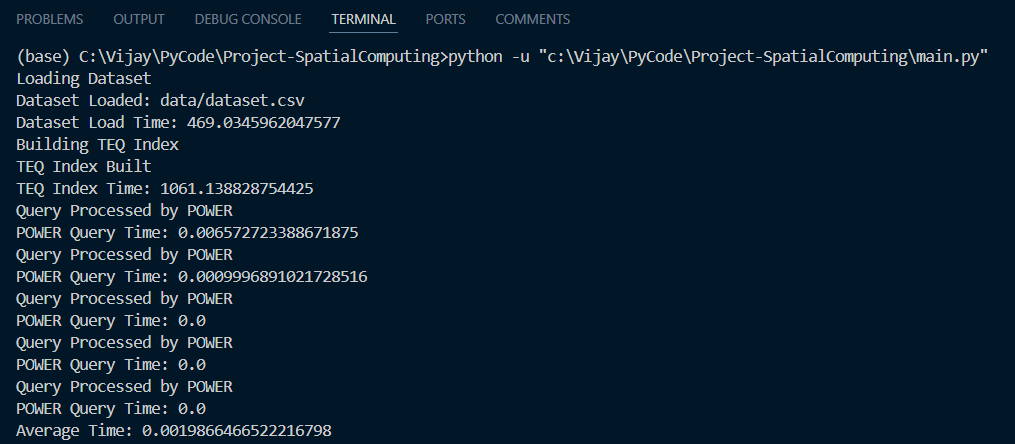 PROBLEMS OUTPUT DEBUG CONSOLE TERMINAL PORTS COMMENTS
(base) C:\Vijay\PyCode\Project-SpatialComputing>python -u "c:\Vijay\PyCode\Project-SpatialComputing\main.py"
Loading Dataset
Dataset Loaded: data/dataset.csv
Dataset Load Time: 469.0345962047577
Building TEQ Index
TEQ Index Built
TEQ Index Time: 1061.138828754425
Query Processed by POWER
POWER Query Time: 0.006572723388671875
Query Processed by POWER
POWER Query Time: 0.0009996891021728516
Query Processed by POWER
POWER Query Time: 0.0
Query Processed by POWER
POWER Query Time: 0.0
Query Processed by POWER
POWER Query Time: 0.0
Average Time: 0.0019866466522216798